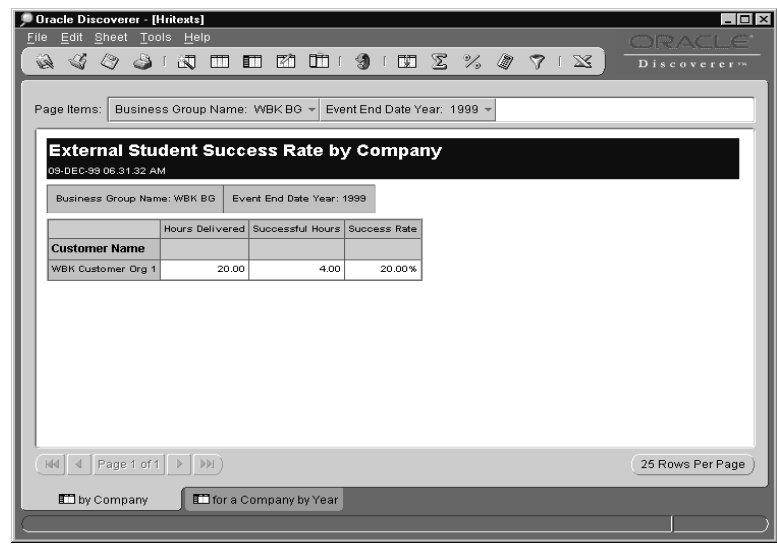 Oracle Discoverer - [Hritexts]
File Edit Sheet Tools Help
ORACLE
Discoverer™
Page Items: Business Group Name: WBK BG Event End Date Year: 1999
External Student Success Rate by Company
09-DEC-99 06.31.32 AM
Business Group Name: WBK BG Event End Date Year: 1999
Hours Delivered Successful Hours Success Rate
Customer Name
WBK Customer Org 1 20.00 4.00 20.00%
Page 1 of 1
25 Rows Per Page
by Company for a Company by Year